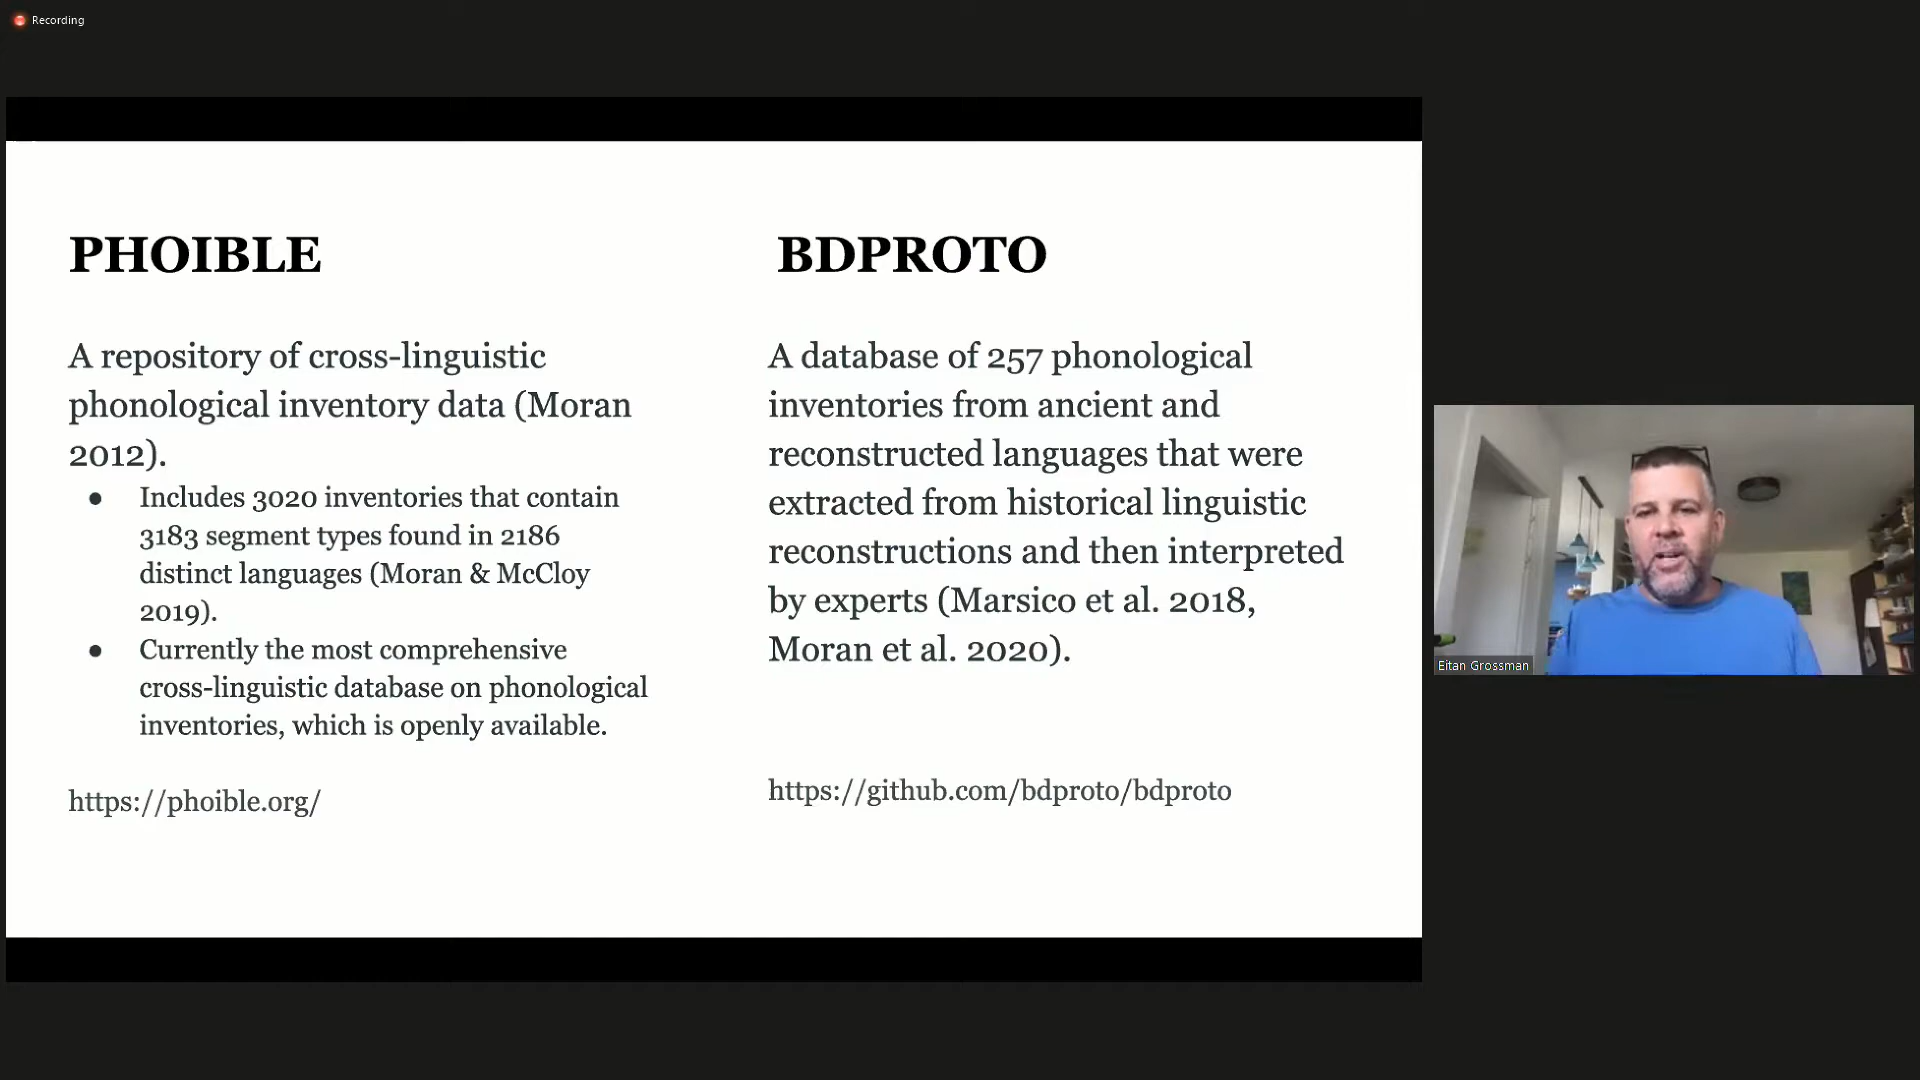 Recording
PHOIBLE
A repository of cross-linguistic
phonological inventory data (Moran
2012).
● Includes 3020 inventories that contain
3183 segment types found in 2186
distinct languages (Moran & McCloy
2019).
● Currently the most comprehensive
cross-linguistic database on phonological
inventories, which is openly available.
https://phoible.org/
BDPROTO
A database of 257 phonological
inventories from ancient and
reconstructed languages that were
extracted from historical linguistic
reconstructions and then interpreted
by experts (Marsico et al. 2018,
Moran et al. 2020).
https://github.com/bdproto/bdproto
Eitan Grossman